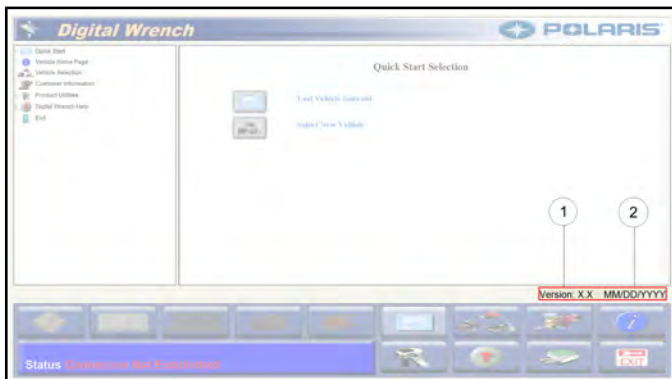 Digital Wrench
POLARIS
Quick Start
Vehicle Home Page
Vehicle Selection
Customer Information
Product Utilities
Digital Wrench Help
Exit
Quick Start Selection
Last Vehicle Selected
Select New Vehicle
1
2
Version: X.X MM/DD/YYYY
Status Connection Not Established
EXIT